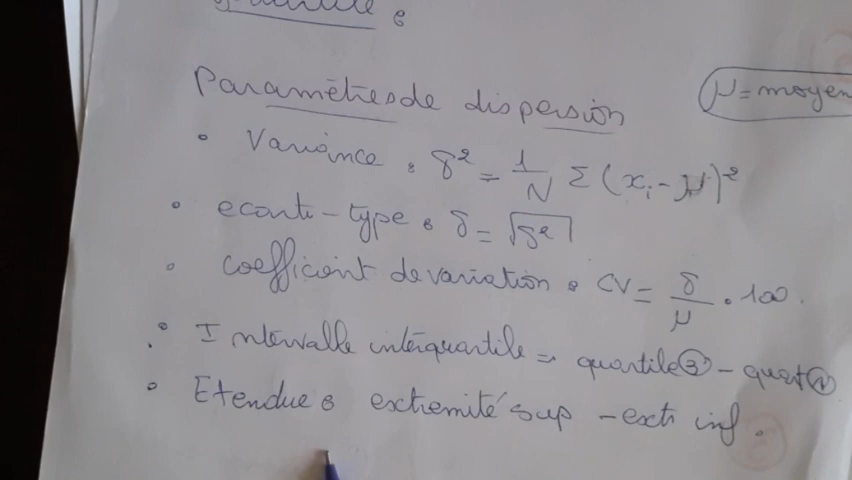 Paramètres de dispersion
μ = moyen
• Variance : δ² = 1/N Σ (xᵢ - μ)²
• ecart-type : δ = √δ²
• coefficient de variation : CV = δ/μ . 100.
• Intervalle interquartile = quartile ③ - quart ①
• Etendue : extremité sup - extr inf.